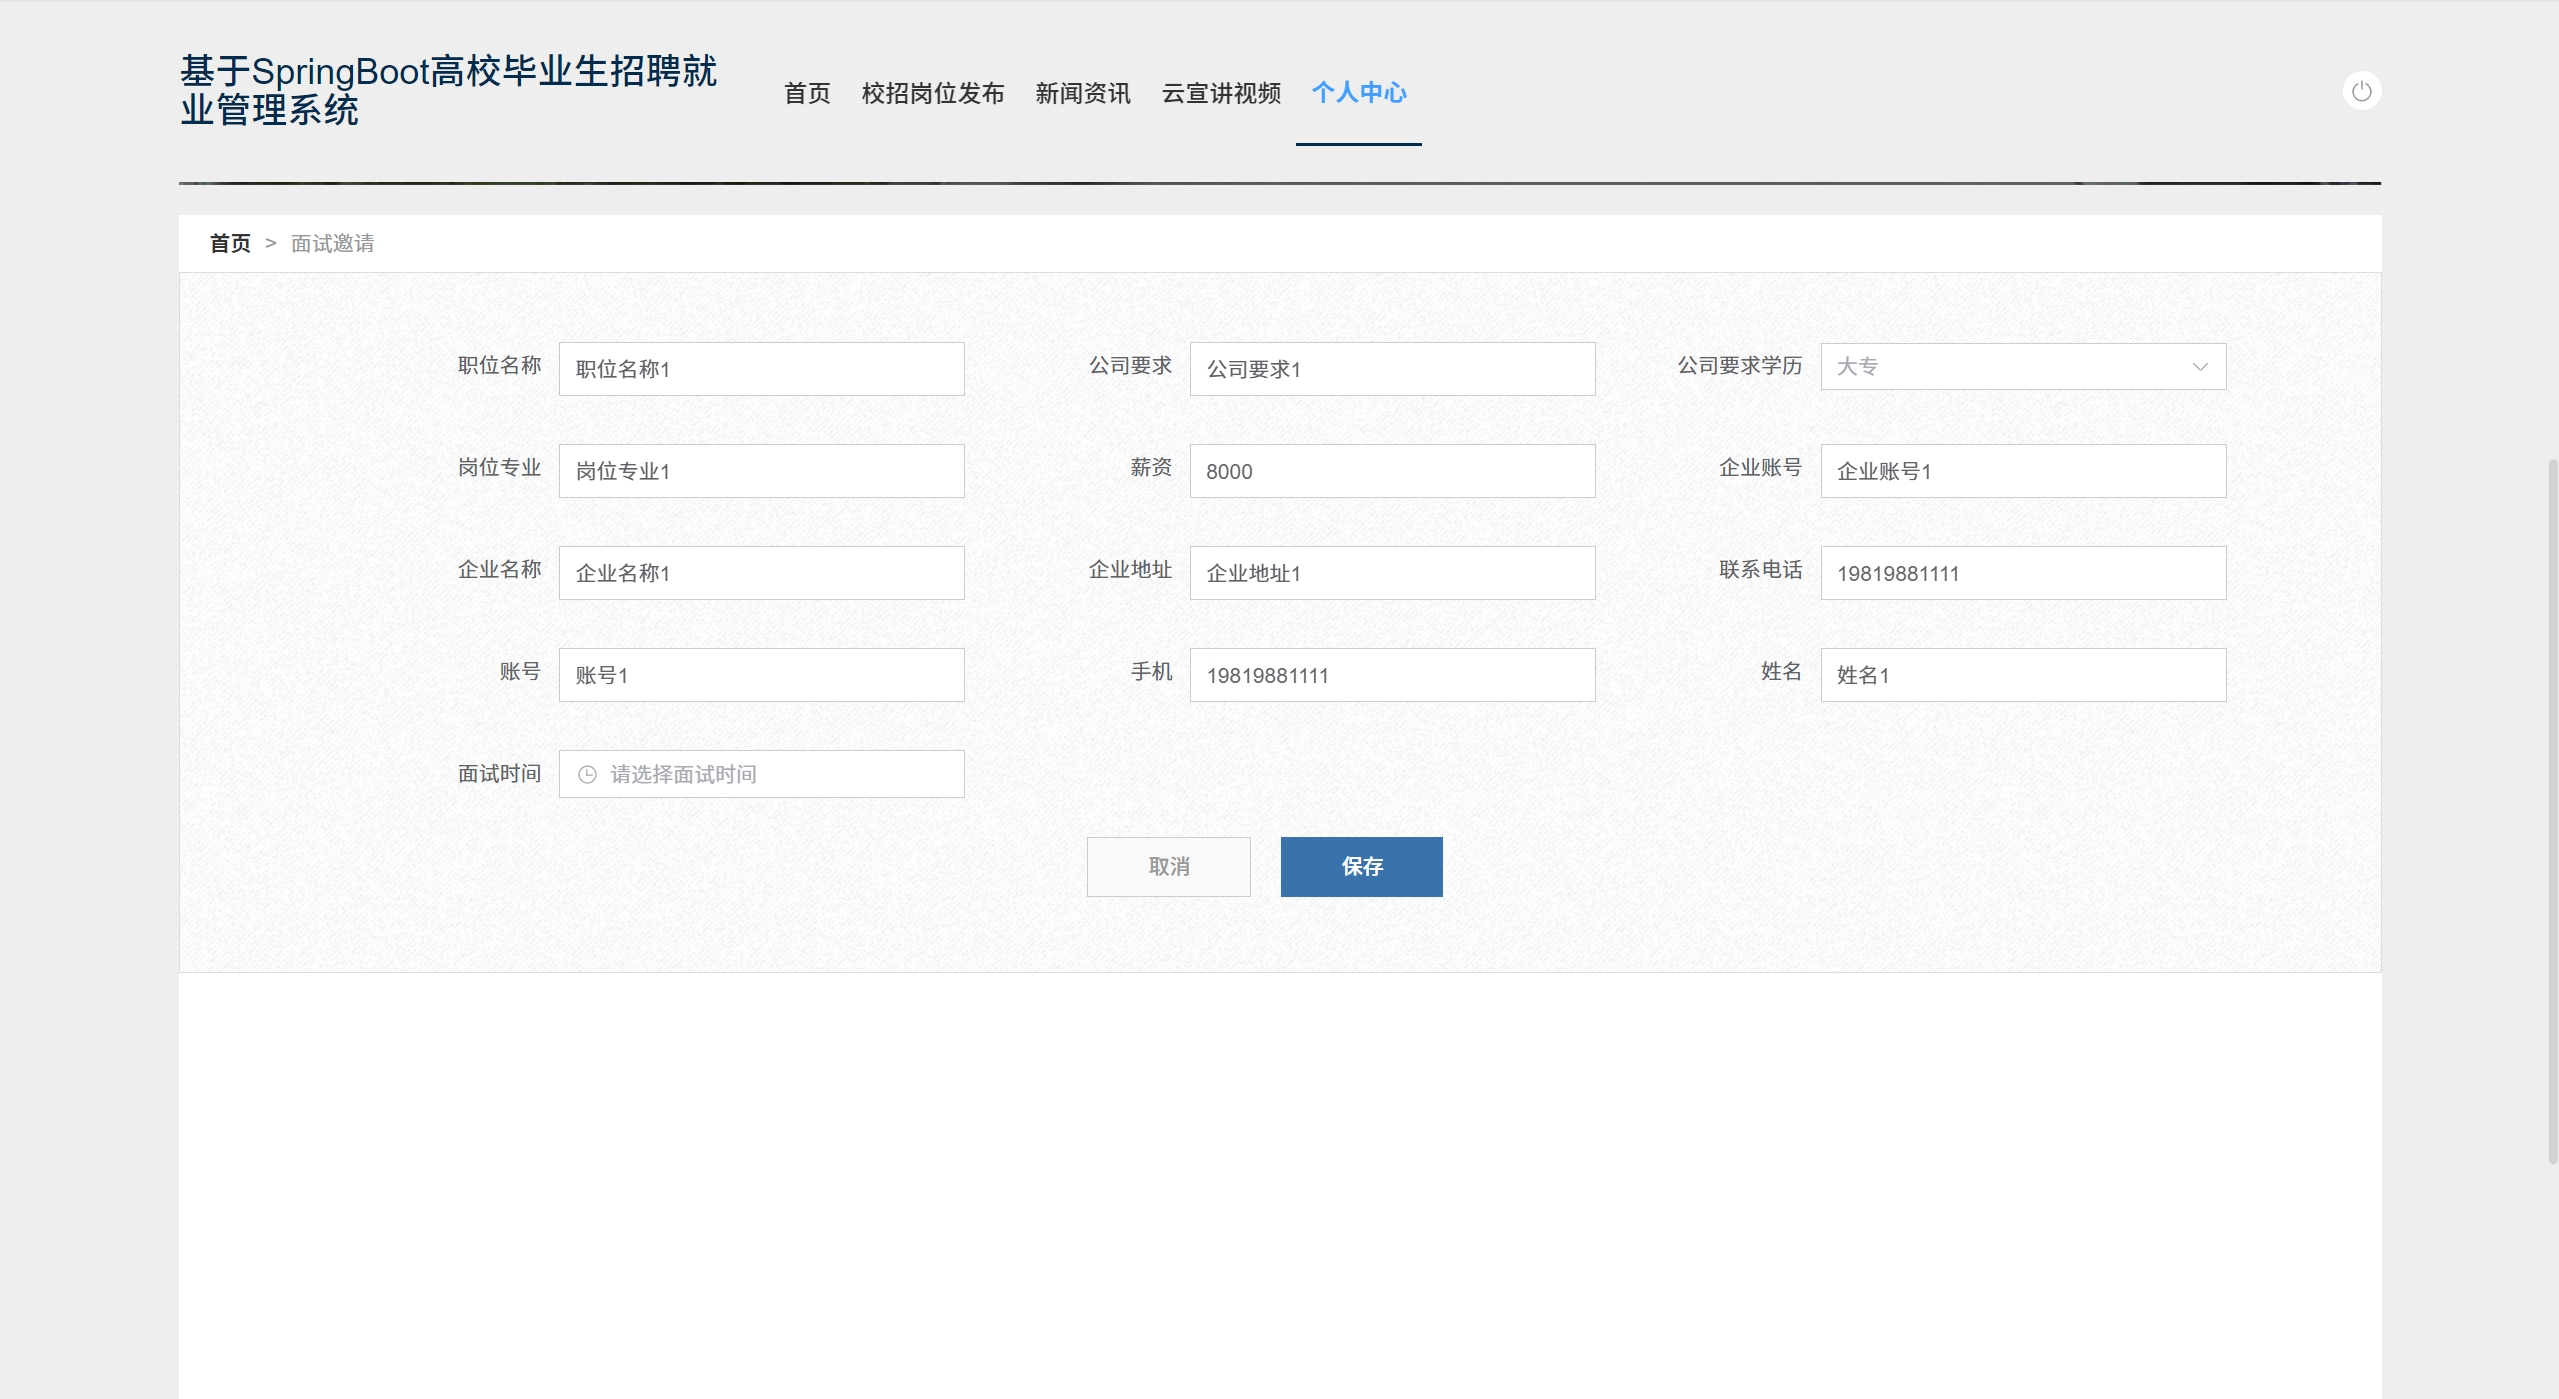 基于SpringBoot高校毕业生招聘就
业管理系统
首页 校招岗位发布 新闻资讯 云宣讲视频 个人中心
首页 > 面试邀请
职位名称 职位名称1 公司要求 公司要求1 公司要求学历 大专
岗位专业 岗位专业1 薪资 8000 企业账号 企业账号1
企业名称 企业名称1 企业地址 企业地址1 联系电话 19819881111
账号 账号1 手机 19819881111 姓名 姓名1
面试时间 请选择面试时间
取消 保存